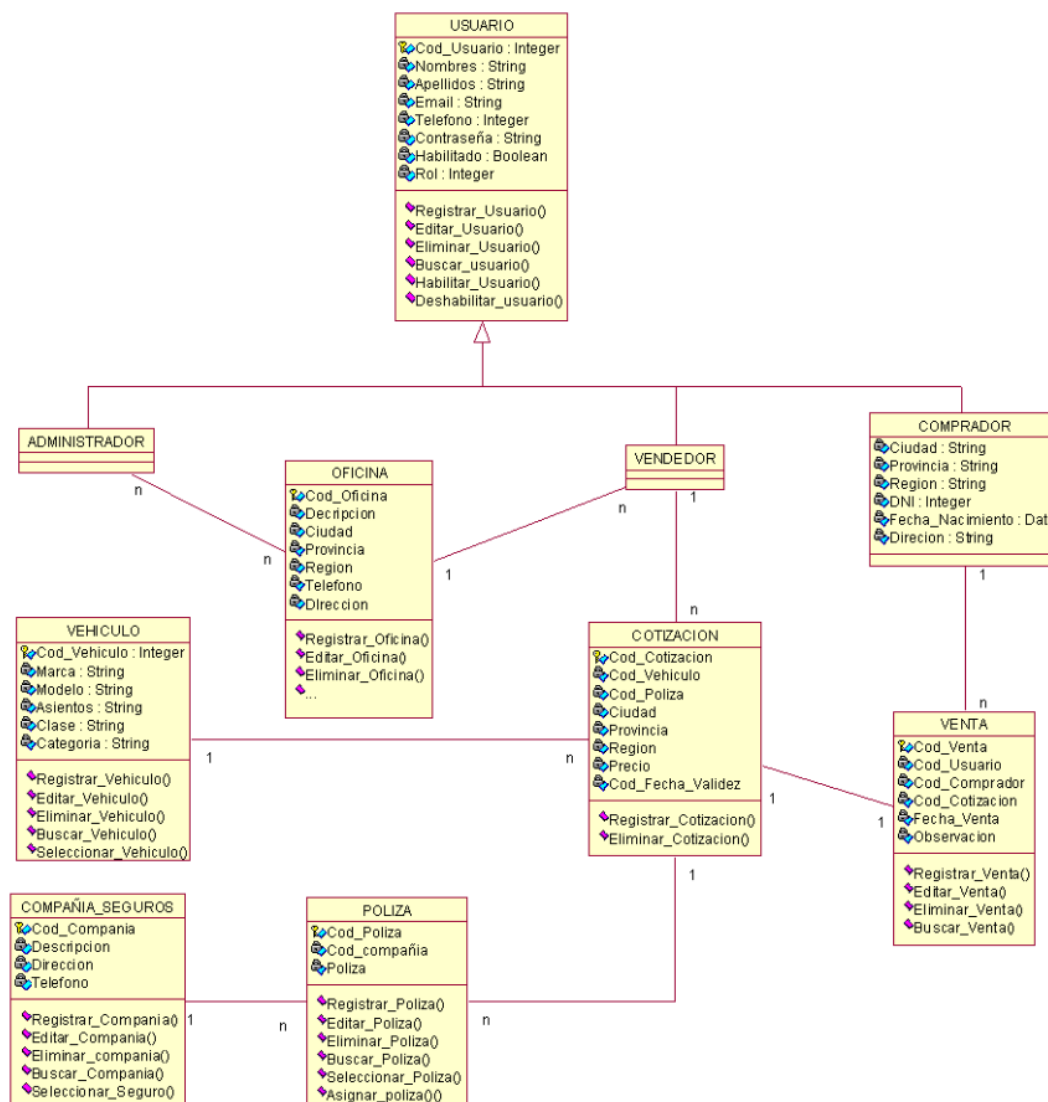 USUARIO
Cod_Usuario : Integer
Nombres : String
Apellidos : String
Email : String
Telefono : Integer
Contraseña : String
Habilitado : Boolean
Rol : Integer
Registrar_Usuario()
Editar_Usuario()
Eliminar_Usuario()
Buscar_usuario()
Habilitar_Usuario()
Deshabilitar_usuario()
ADMINISTRADOR
n
n
OFICINA
Cod_Oficina
Decripcion
Ciudad
Provincia
Region
Telefono
DIreccion
Registrar_Oficina()
Editar_Oficina()
Eliminar_Oficina()
...
1
n
VENDEDOR
1
n
COMPRADOR
Ciudad : String
Provincia : String
Region : String
DNI : Integer
Fecha_Nacimiento : Dat
Direcion : String
1
n
VEHICULO
Cod_Vehiculo : Integer
Marca : String
Modelo : String
Asientos : String
Clase : String
Categoria : String
Registrar_Vehiculo()
Editar_Vehiculo()
Eliminar_Vehiculo()
Buscar_Vehiculo()
Seleccionar_Vehiculo()
1
n
COTIZACION
Cod_Cotizacion
Cod_Vehiculo
Cod_Poliza
Ciudad
Provincia
Region
Precio
Cod_Fecha_Validez
Registrar_Cotizacion()
Eliminar_Cotizacion()
1
1
1
VENTA
Cod_Venta
Cod_Usuario
Cod_Comprador
Cod_Cotizacion
Fecha_Venta
Observacion
Registrar_Venta()
Editar_Venta()
Eliminar_Venta()
Buscar_Venta()
COMPAÑIA_SEGUROS
Cod_Compania
Descripcion
Direccion
Telefono
Registrar_Compania()
Editar_Compania()
Eliminar_compania()
Buscar_Compania()
Seleccionar_Seguro()
1
n
POLIZA
Cod_Poliza
Cod_compañia
Poliza
Registrar_Poliza()
Editar_Poliza()
Eliminar_Poliza()
Buscar_Poliza()
Seleccionar_Poliza()
Asignar_poliza()()
n